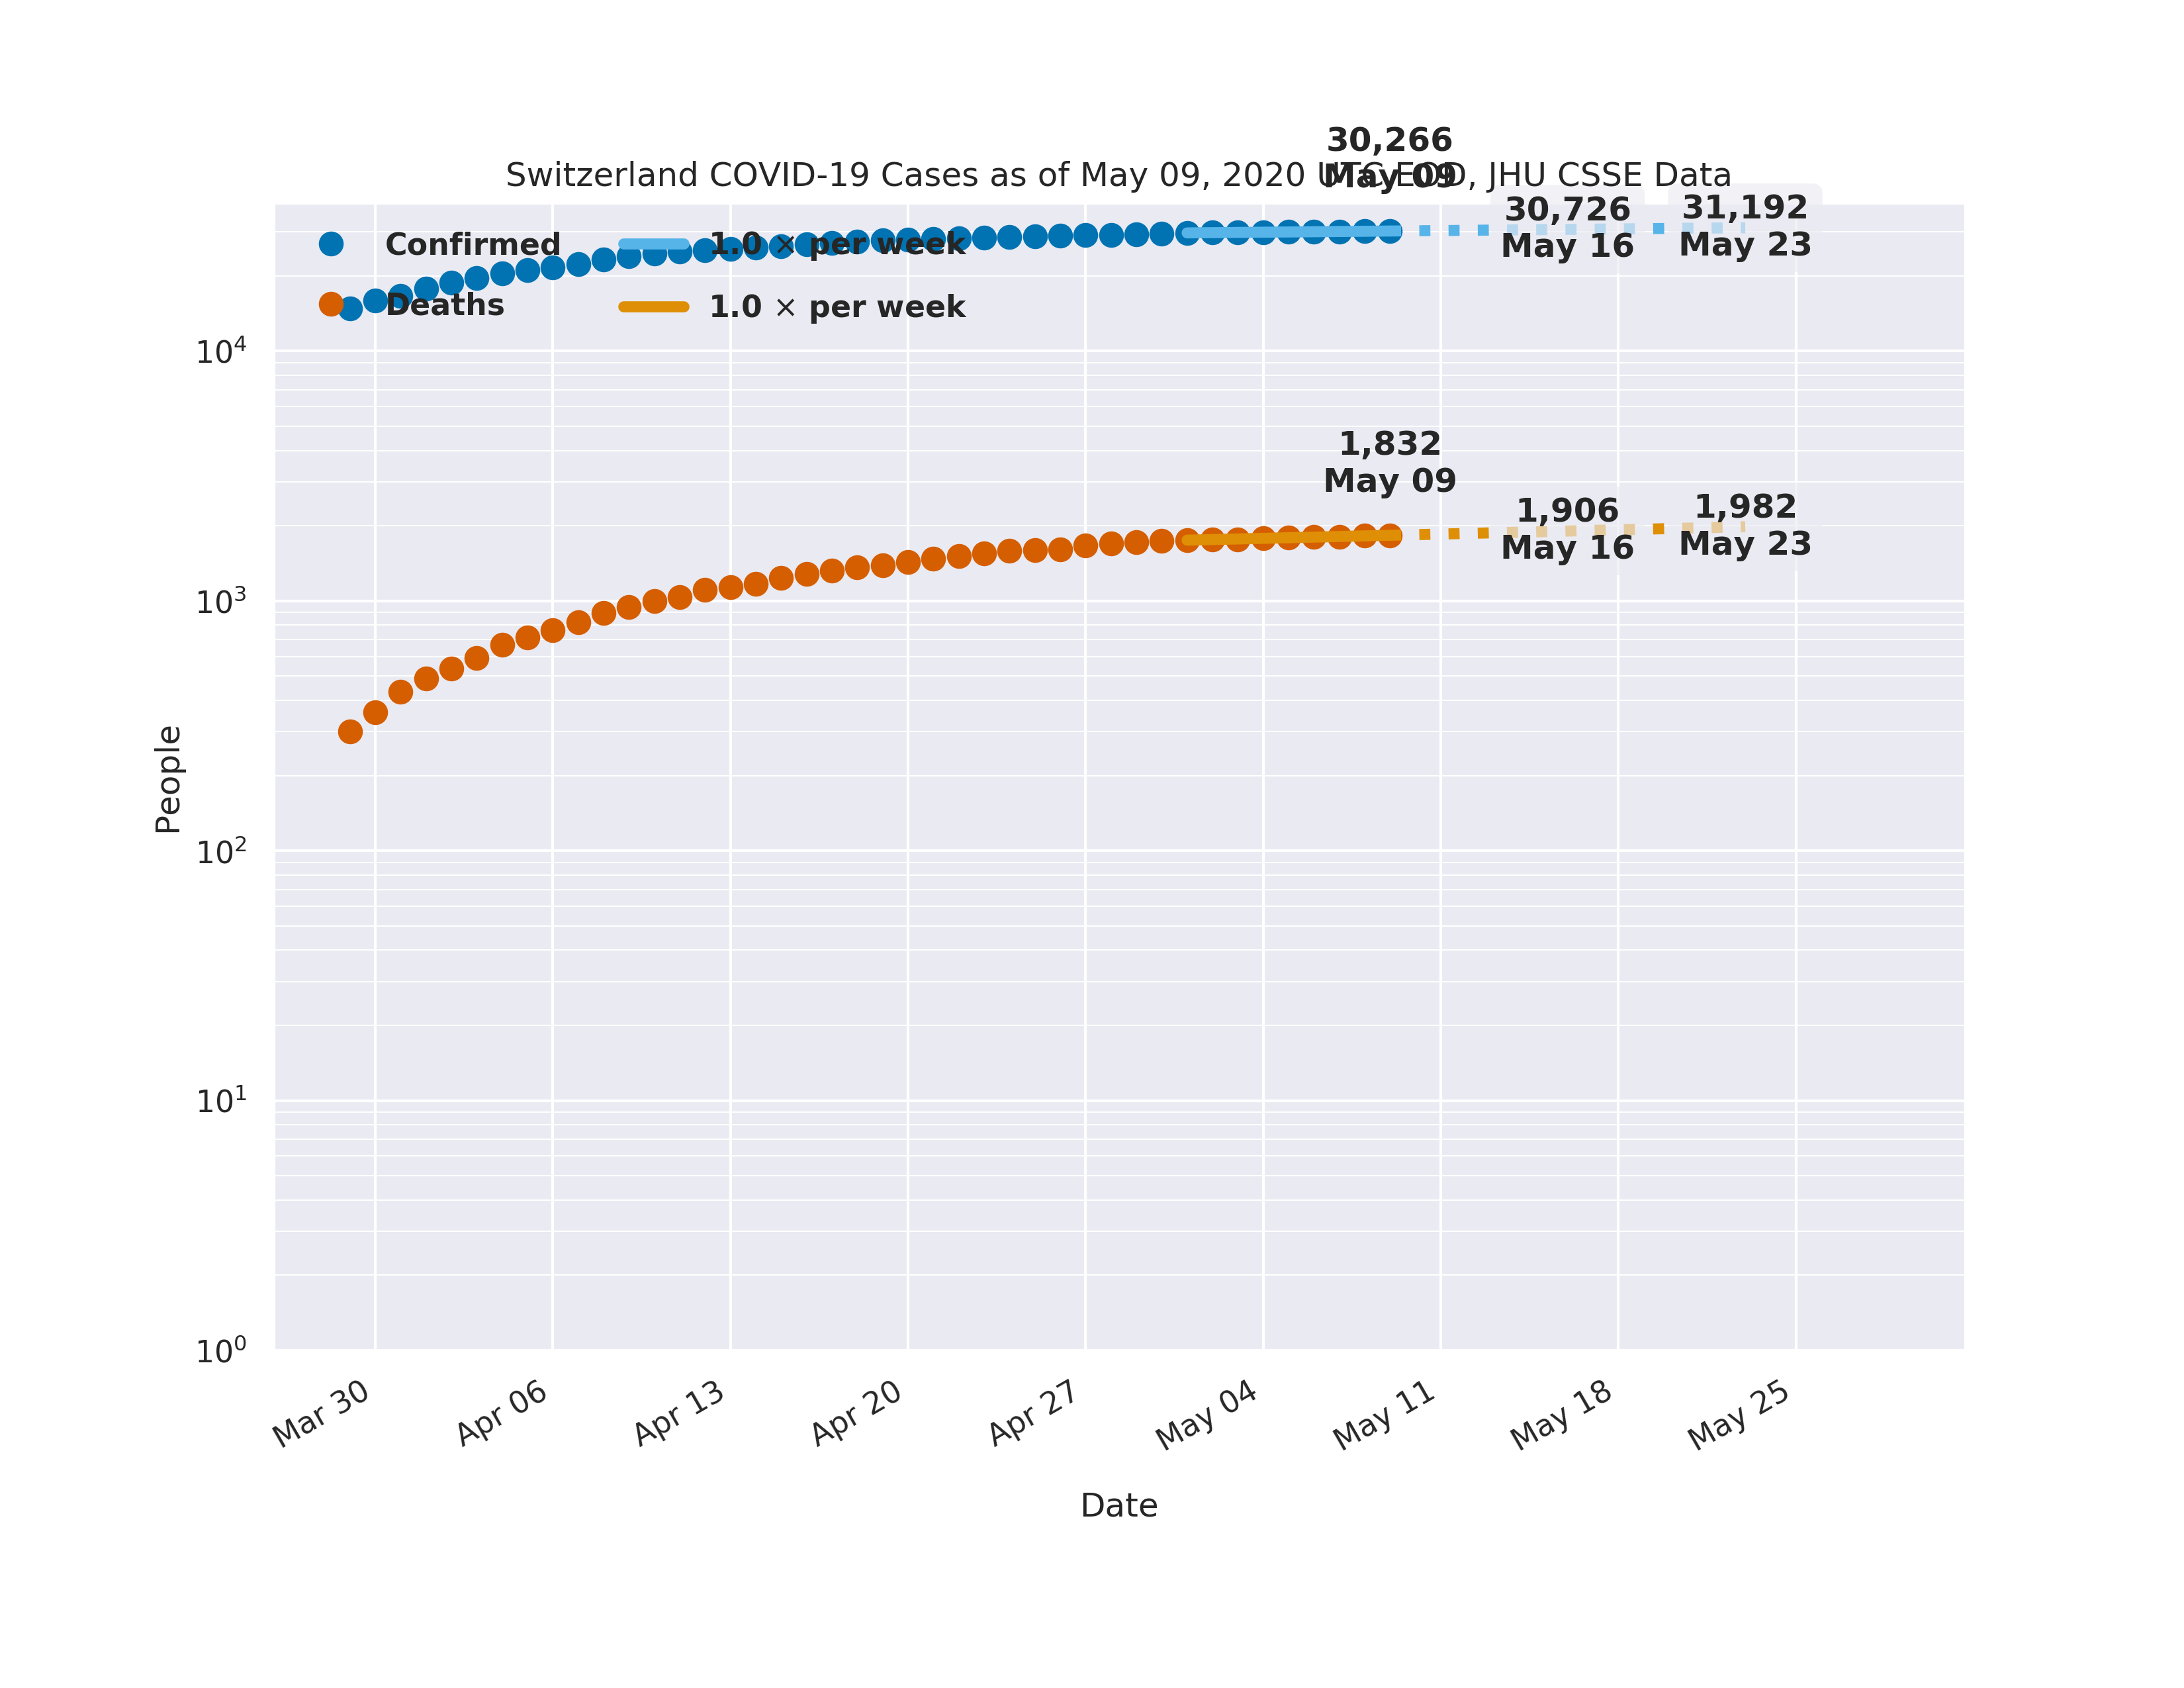 30,266
May 09
Switzerland COVID-19 Cases as of May 09, 2020 UTC EOD, JHU CSSE Data
30,726
May 16
31,192
May 23
Confirmed
1.0 × per week
Deaths
1.0 × per week
1,832
May 09
1,906
May 16
1,982
May 23
People
10⁴
10³
10²
10¹
10⁰
Mar 30
Apr 06
Apr 13
Apr 20
Apr 27
May 04
May 11
May 18
May 25
Date